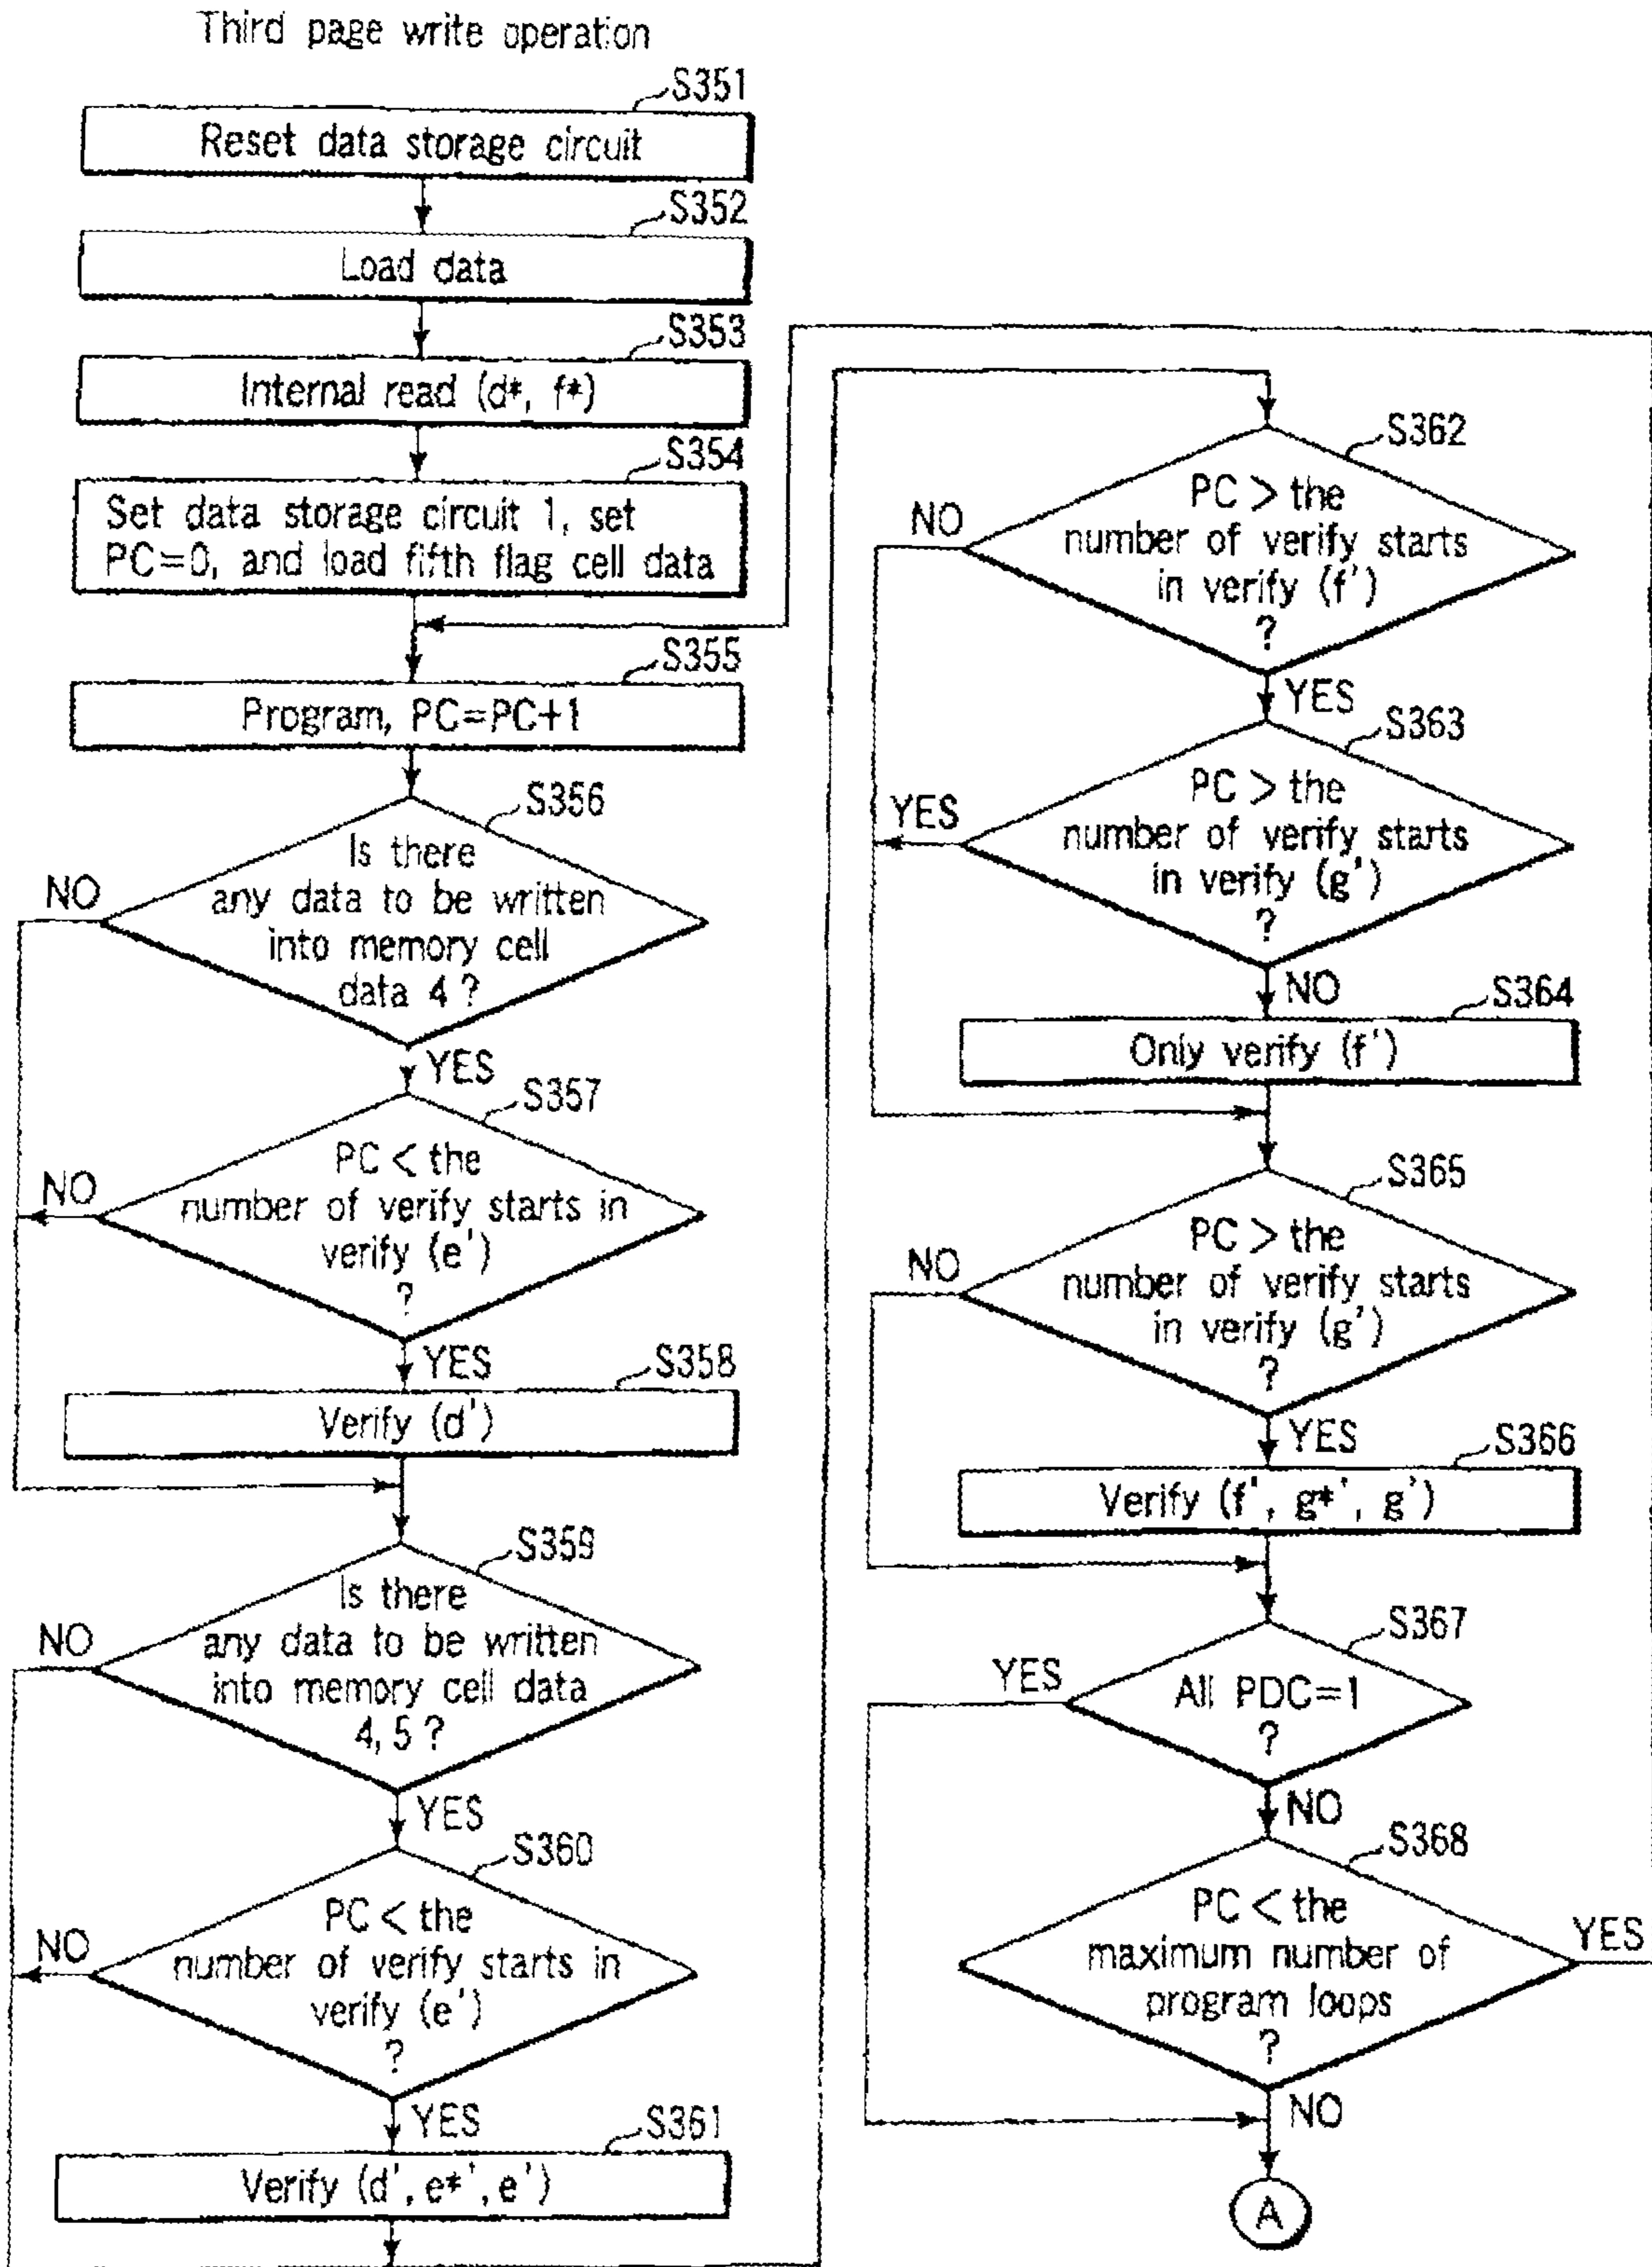 Third page write operation
S351
Reset data storage circuit
S352
Load data
S353
Internal read (d*, f*)
S354
Set data storage circuit 1, set
PC=0, and load fifth flag cell data
S355
Program, PC=PC+1
S356
Is there
any data to be written
into memory cell
data 4 ?
NO
YES
S357
PC < the
number of verify starts in
verify (e')
?
NO
YES
S358
Verify (d')
S359
Is there
any data to be written
into memory cell data
4, 5 ?
NO
YES
S360
PC < the
number of verify starts in
verify (e')
?
NO
YES
S361
Verify (d', e*', e')
S362
PC > the
number of verify starts
in verify (f')
?
NO
YES
S363
PC > the
number of verify starts
in verify (g')
?
YES
NO
S364
Only verify (f')
S365
PC > the
number of verify starts
in verify (g')
?
NO
YES
S366
Verify (f', g*', g')
S367
All PDC=1
?
YES
NO
S368
PC < the
maximum number of
program loops
?
YES
NO
A